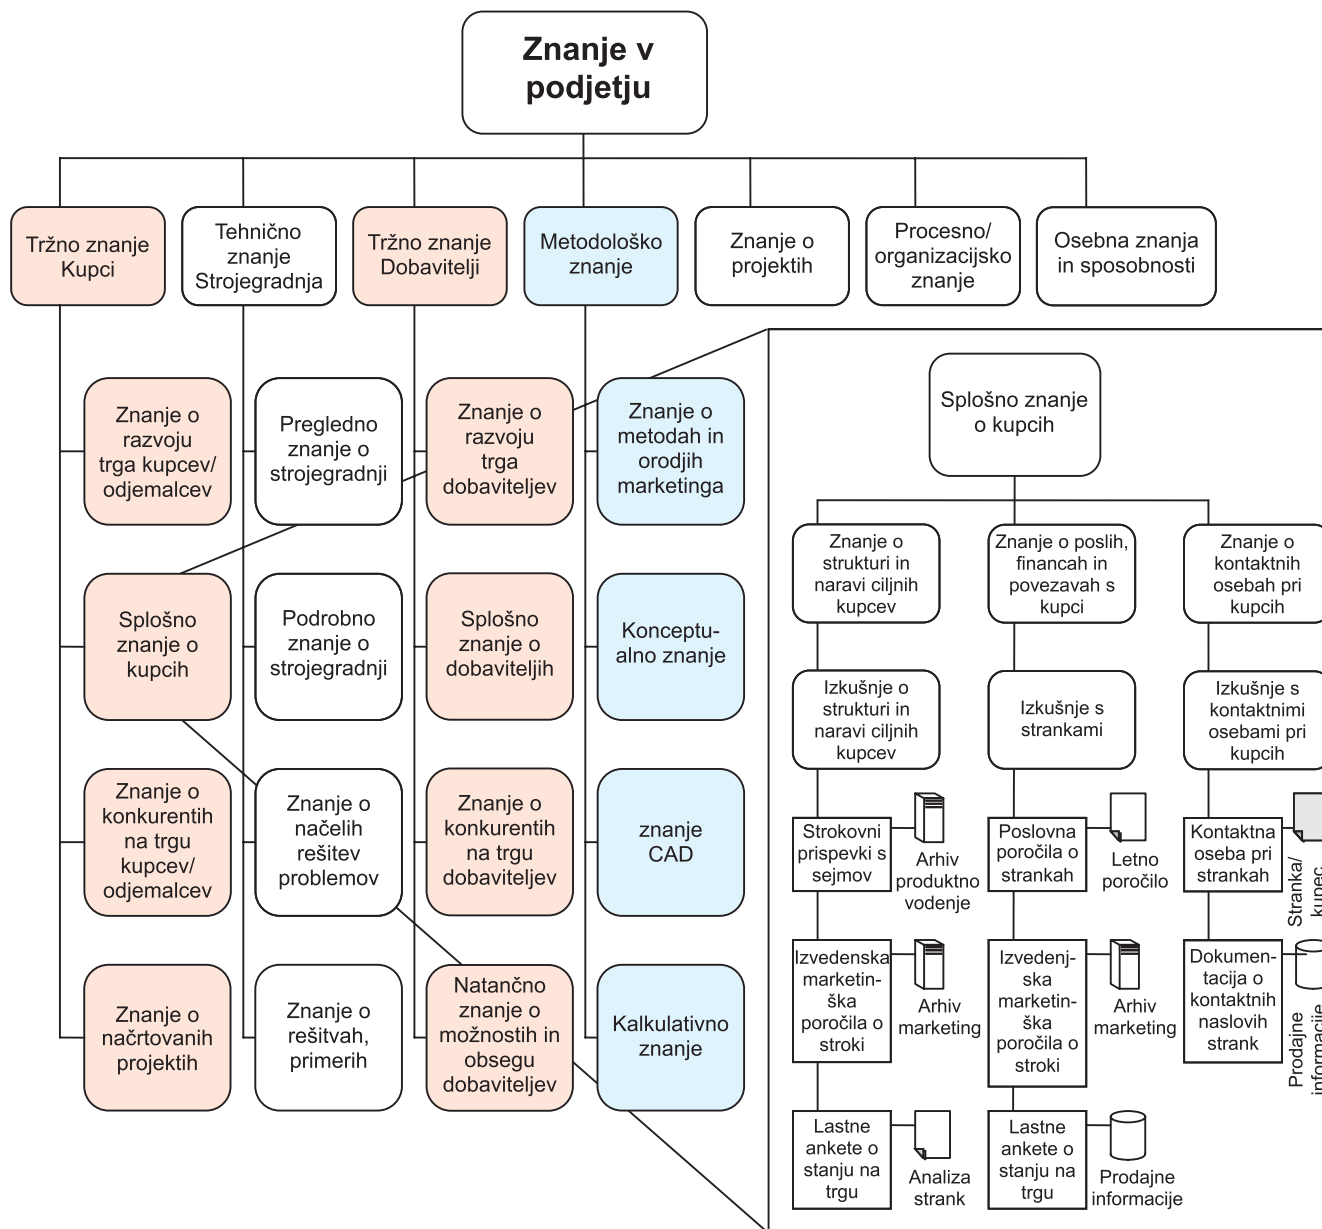 Znanje v
podjetju
Tržno znanje
Kupci
Tehnično
znanje
Strojegradnja
Tržno znanje
Dobavitelji
Metodološko
znanje
Znanje o
projektih
Procesno/
organizacijsko
znanje
Osebna znanja
in sposobnosti
Znanje o
razvoju
trga kupcev/
odjemalcev
Pregledno
znanje o
strojegradnji
Znanje o
razvoju
trga
dobaviteljev
Znanje o
metodah in
orodjih
marketinga
Splošno
znanje o
kupcih
Podrobno
znanje o
strojegradnji
Splošno
znanje o
dobaviteljih
Konceptu-
alno znanje
Znanje o
konkurentih
na trgu
kupcev/
odjemalcev
Znanje o
načelih
rešitev
problemov
Znanje o
konkurentih
na trgu
dobaviteljev
znanje
CAD
Znanje o
načrtovanih
projektih
Znanje o
rešitvah,
primerih
Natančno
znanje o
možnostih in
obsegu
dobaviteljev
Kalkulativno
znanje
Splošno znanje
o kupcih
Znanje o
strukturi in
naravi ciljnih
kupcev
Znanje o poslih,
financah in
povezavah s
kupci
Znanje o
kontaktnih
osebah pri
kupcih
Izkušnje o
strukturi in
naravi ciljnih
kupcev
Izkušnje s
strankami
Izkušnje s
kontaktnimi
osebami pri
kupcih
Strokovni
prispevki s
sejmov
Arhiv
produktno
vodenje
Poslovna
poročila o
strankah
Letno
poročilo
Kontaktna
oseba pri
strankah
Stranka/
kupec
Izvedenska
marketin-
ška
poročila o
stroki
Arhiv
marketing
Izvedenj-
ska
marketin-
ška
poročila o
stroki
Arhiv
marketing
Dokumen-
tacija o
kontaktnih
naslovih
strank
Prodajne
informacije
Lastne
ankete o
stanju na
trgu
Analiza
strank
Lastne
ankete o
stanju na
trgu
Prodajne
informacije